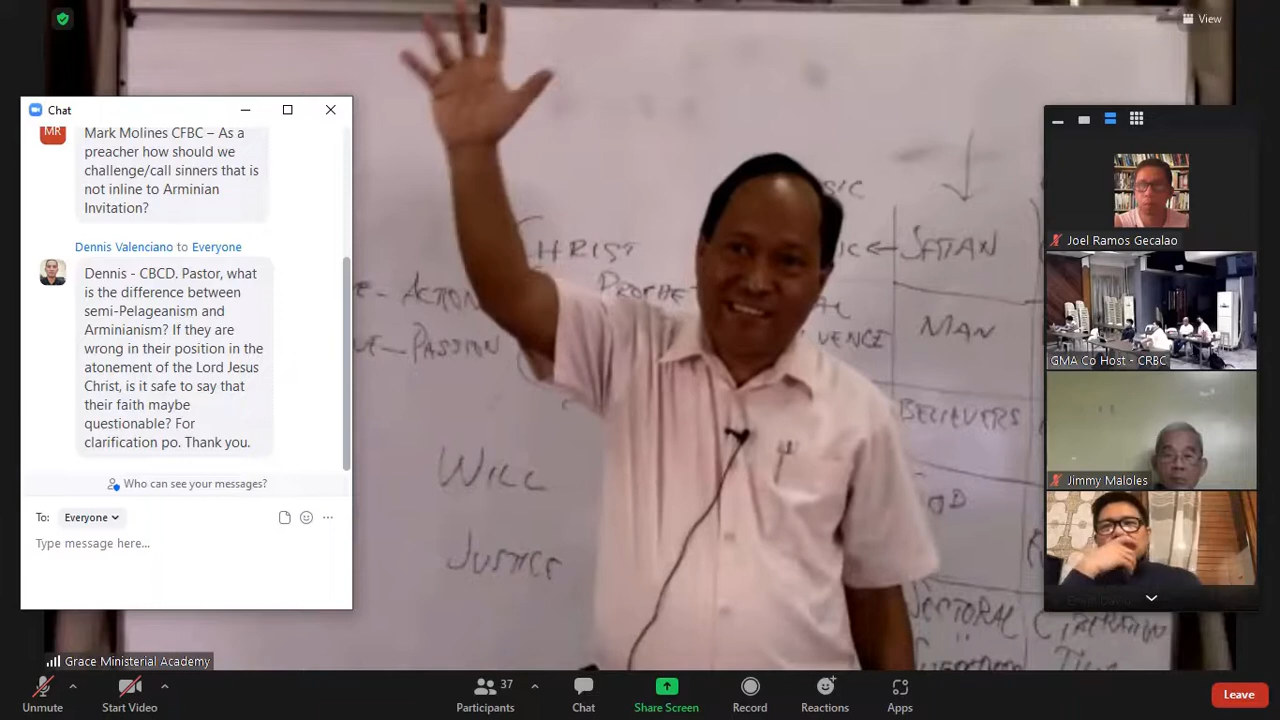 View
Chat
MR
Mark Molines CFBC – As a
preacher how should we
challenge/call sinners that is
not inline to Arminian
Invitation?
Dennis Valenciano to Everyone
Dennis - CBCD. Pastor, what
is the difference between
semi-Pelageanism and
Arminianism? If they are
wrong in their position in the
atonement of the Lord Jesus
Christ, is it safe to say that
their faith maybe
questionable? For
clarification po. Thank you.
Who can see your messages?
To: Everyone
Type message here...
CHRIST
SATAN
ACTION
PROPHET
MAN
PASSION
BELIEVERS
WILL
JUSTICE
Joel Ramos Gecalao
GMA Co Host - CRBC
Jimmy Maloles
Grace Ministerial Academy
Unmute
Start Video
Participants
37
Chat
Share Screen
Record
Reactions
Apps
Leave